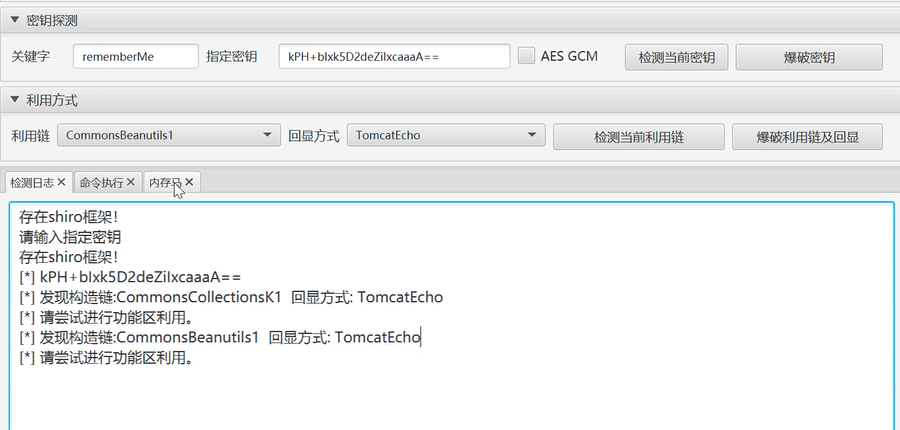 密钥探测
关键字 rememberMe 指定密钥 kPH+bIxk5D2deZiIxcaaaA== AES GCM 检测当前密钥 爆破密钥
利用方式
利用链 CommonsBeanutils1 回显方式 TomcatEcho 检测当前利用链 爆破利用链及回显
检测日志 命令执行 内存马
存在shiro框架!
请输入指定密钥
存在shiro框架!
[*] kPH+bIxk5D2deZiIxcaaaA==
[*] 发现构造链:CommonsCollectionsK1 回显方式: TomcatEcho
[*] 请尝试进行功能区利用。
[*] 发现构造链:CommonsBeanutils1 回显方式: TomcatEcho
[*] 请尝试进行功能区利用。